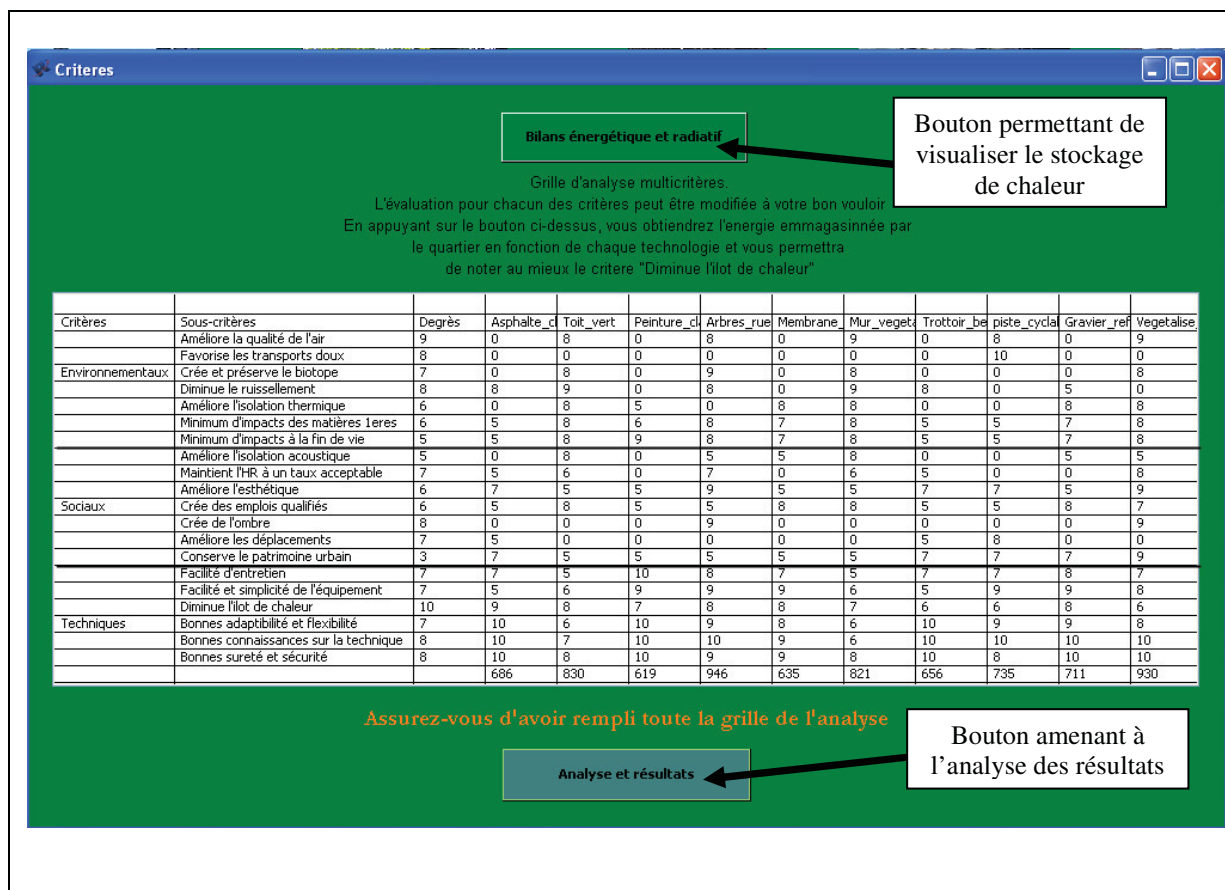 Criteres
Bilans énergétique et radiatif
Bouton permettant de
visualiser le stockage
de chaleur
Grille d'analyse multicritères.
L'évaluation pour chacun des critères peut être modifiée à votre bon vouloir
En appuyant sur le bouton ci-dessus, vous obtiendrez l'energie emmagasinnée par
le quartier en fonction de chaque technologie et vous permettra
de noter au mieux le critere "Diminue l'ilot de chaleur"
Critères Sous-critères Degrès Asphalte_cl Toit_vert Peinture_cl Arbres_rue Membrane_ Mur_vegeta Trottoir_be piste_cyclal Gravier_ref Vegetalise_
Améliore la qualité de l'air 9 0 8 0 8 0 9 0 8 0 9
Favorise les transports doux 8 0 0 0 0 0 0 0 10 0 0
Environnementaux Crée et préserve le biotope 7 0 8 0 9 0 8 0 0 0 8
Diminue le ruissellement 8 8 9 0 8 0 9 8 0 5 0
Améliore l'isolation thermique 6 0 8 5 0 8 8 0 0 8 8
Minimum d'impacts des matières 1eres 6 5 8 6 8 7 8 5 5 7 8
Minimum d'impacts à la fin de vie 5 5 8 9 8 7 8 5 5 7 8
Améliore l'isolation acoustique 5 0 8 0 5 5 8 0 0 5 5
Maintient l'HR à un taux acceptable 7 5 6 0 7 0 6 5 0 0 8
Améliore l'esthétique 6 7 5 5 9 5 5 7 7 5 9
Sociaux Crée des emplois qualifiés 6 5 8 5 5 8 8 5 5 8 7
Crée de l'ombre 8 0 0 0 9 0 0 0 0 0 9
Améliore les déplacements 7 5 0 0 0 0 0 5 8 0 0
Conserve le patrimoine urbain 3 7 5 5 5 5 5 7 7 7 9
Facilité d'entretien 7 7 5 10 8 7 5 7 7 8 7
Facilité et simplicité de l'équipement 7 5 6 9 9 9 6 5 9 9 8
Diminue l'ilot de chaleur 10 9 8 7 8 8 7 6 6 8 6
Techniques Bonnes adaptibilité et flexibilité 7 10 6 10 9 8 6 10 9 9 8
Bonnes connaissances sur la technique 8 10 7 10 10 9 6 10 10 10 10
Bonnes sureté et sécurité 8 10 8 10 9 9 8 10 8 10 10
686 830 619 946 635 821 656 735 711 930
Assurez-vous d'avoir rempli toute la grille de l'analyse
Analyse et résultats
Bouton amenant à
l'analyse des résultats